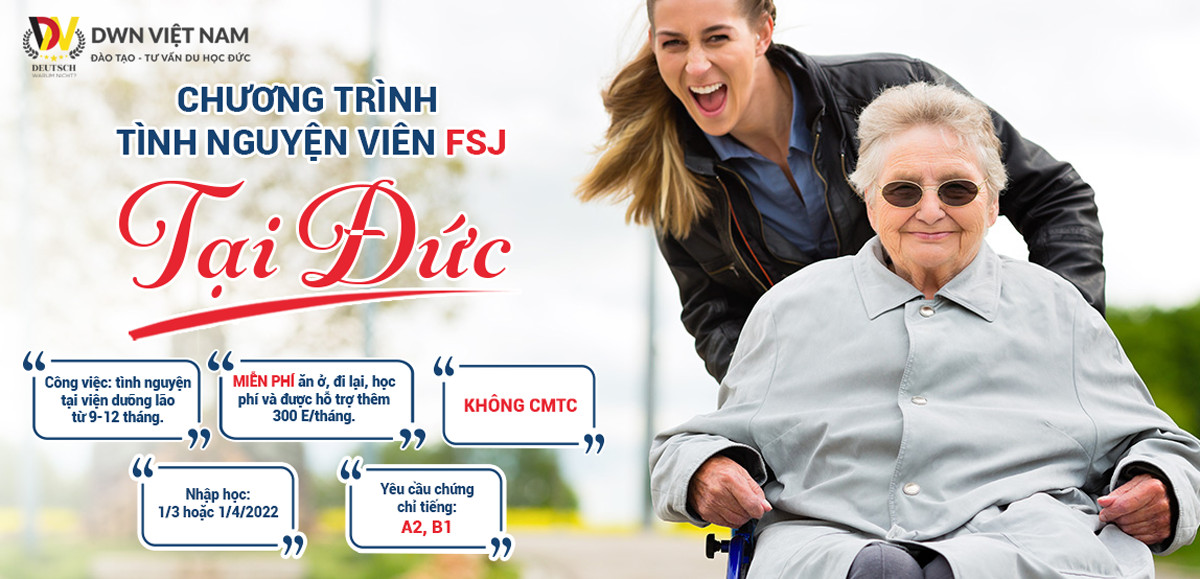 DWN VIỆT NAM
ĐÀO TẠO - TƯ VẤN DU HỌC ĐỨC
DV
DEUTSCH
WARUM NICHT?
CHƯƠNG TRÌNH
TÌNH NGUYỆN VIÊN FSJ
Tại Đức
Công việc: tình nguyện
tại viện dưỡng lão
từ 9-12 tháng.
MIỄN PHÍ ăn ở, đi lại, học
phí và được hỗ trợ thêm
300 E/tháng.
KHÔNG CMTC
Nhập học:
1/3 hoặc 1/4/2022
Yêu cầu chứng
chỉ tiếng:
A2, B1